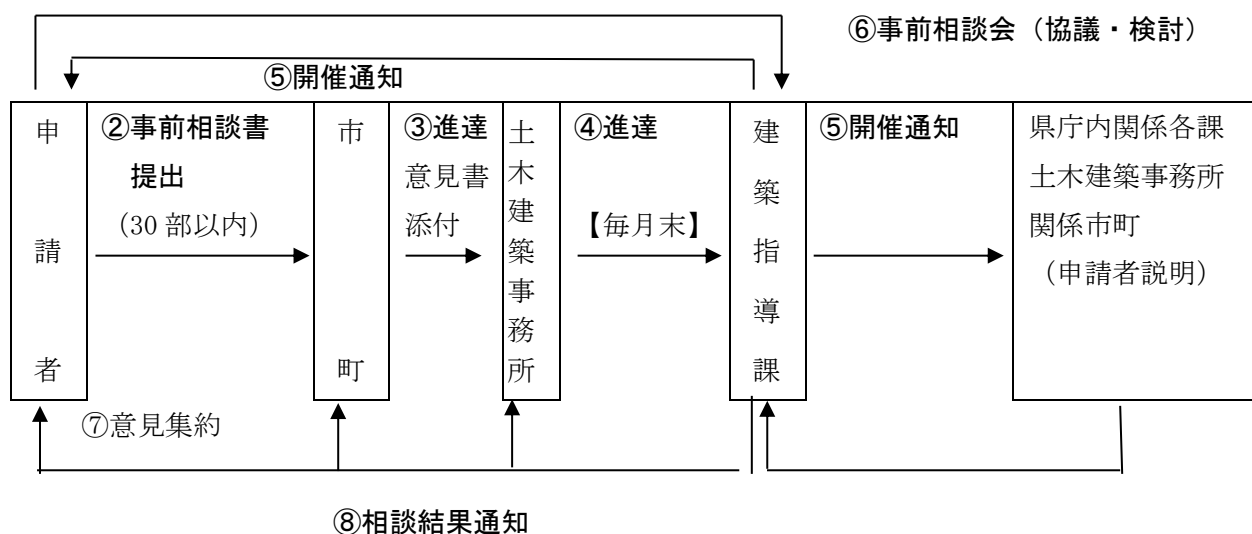 ⑥事前相談会（協議・検討）
⑤開催通知
申請者
②事前相談書
提出
（30部以内）
市町
③進達
意見書
添付
土木建築事務所
④進達
【毎月末】
建築指導課
⑤開催通知
県庁内関係各課
土木建築事務所
関係市町
（申請者説明）
⑦意見集約
⑧相談結果通知